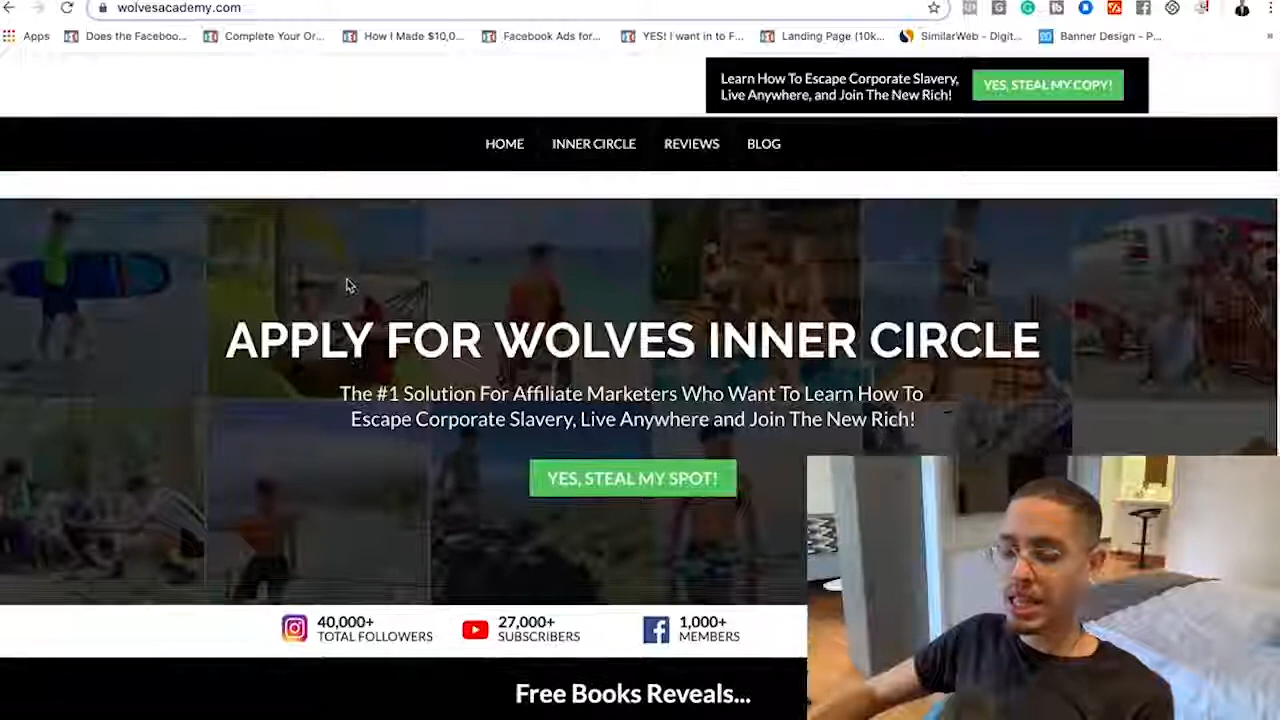 wolvesacademy.com
Apps
Does the Faceboo...
Complete Your Or...
How I Made $10,0...
Facebook Ads for...
YES! I want in to F...
Landing Page (10k...
SimilarWeb - Digit...
Banner Design - P...
»
Learn How To Escape Corporate Slavery,
Live Anywhere, and Join The New Rich!
YES, STEAL MY COPY!
HOME
INNER CIRCLE
REVIEWS
BLOG
APPLY FOR WOLVES INNER CIRCLE
The #1 Solution For Affiliate Marketers Who Want To Learn How To
Escape Corporate Slavery, Live Anywhere and Join The New Rich!
YES, STEAL MY SPOT!
40,000+
TOTAL FOLLOWERS
27,000+
SUBSCRIBERS
1,000+
MEMBERS
Free Books Reveals...